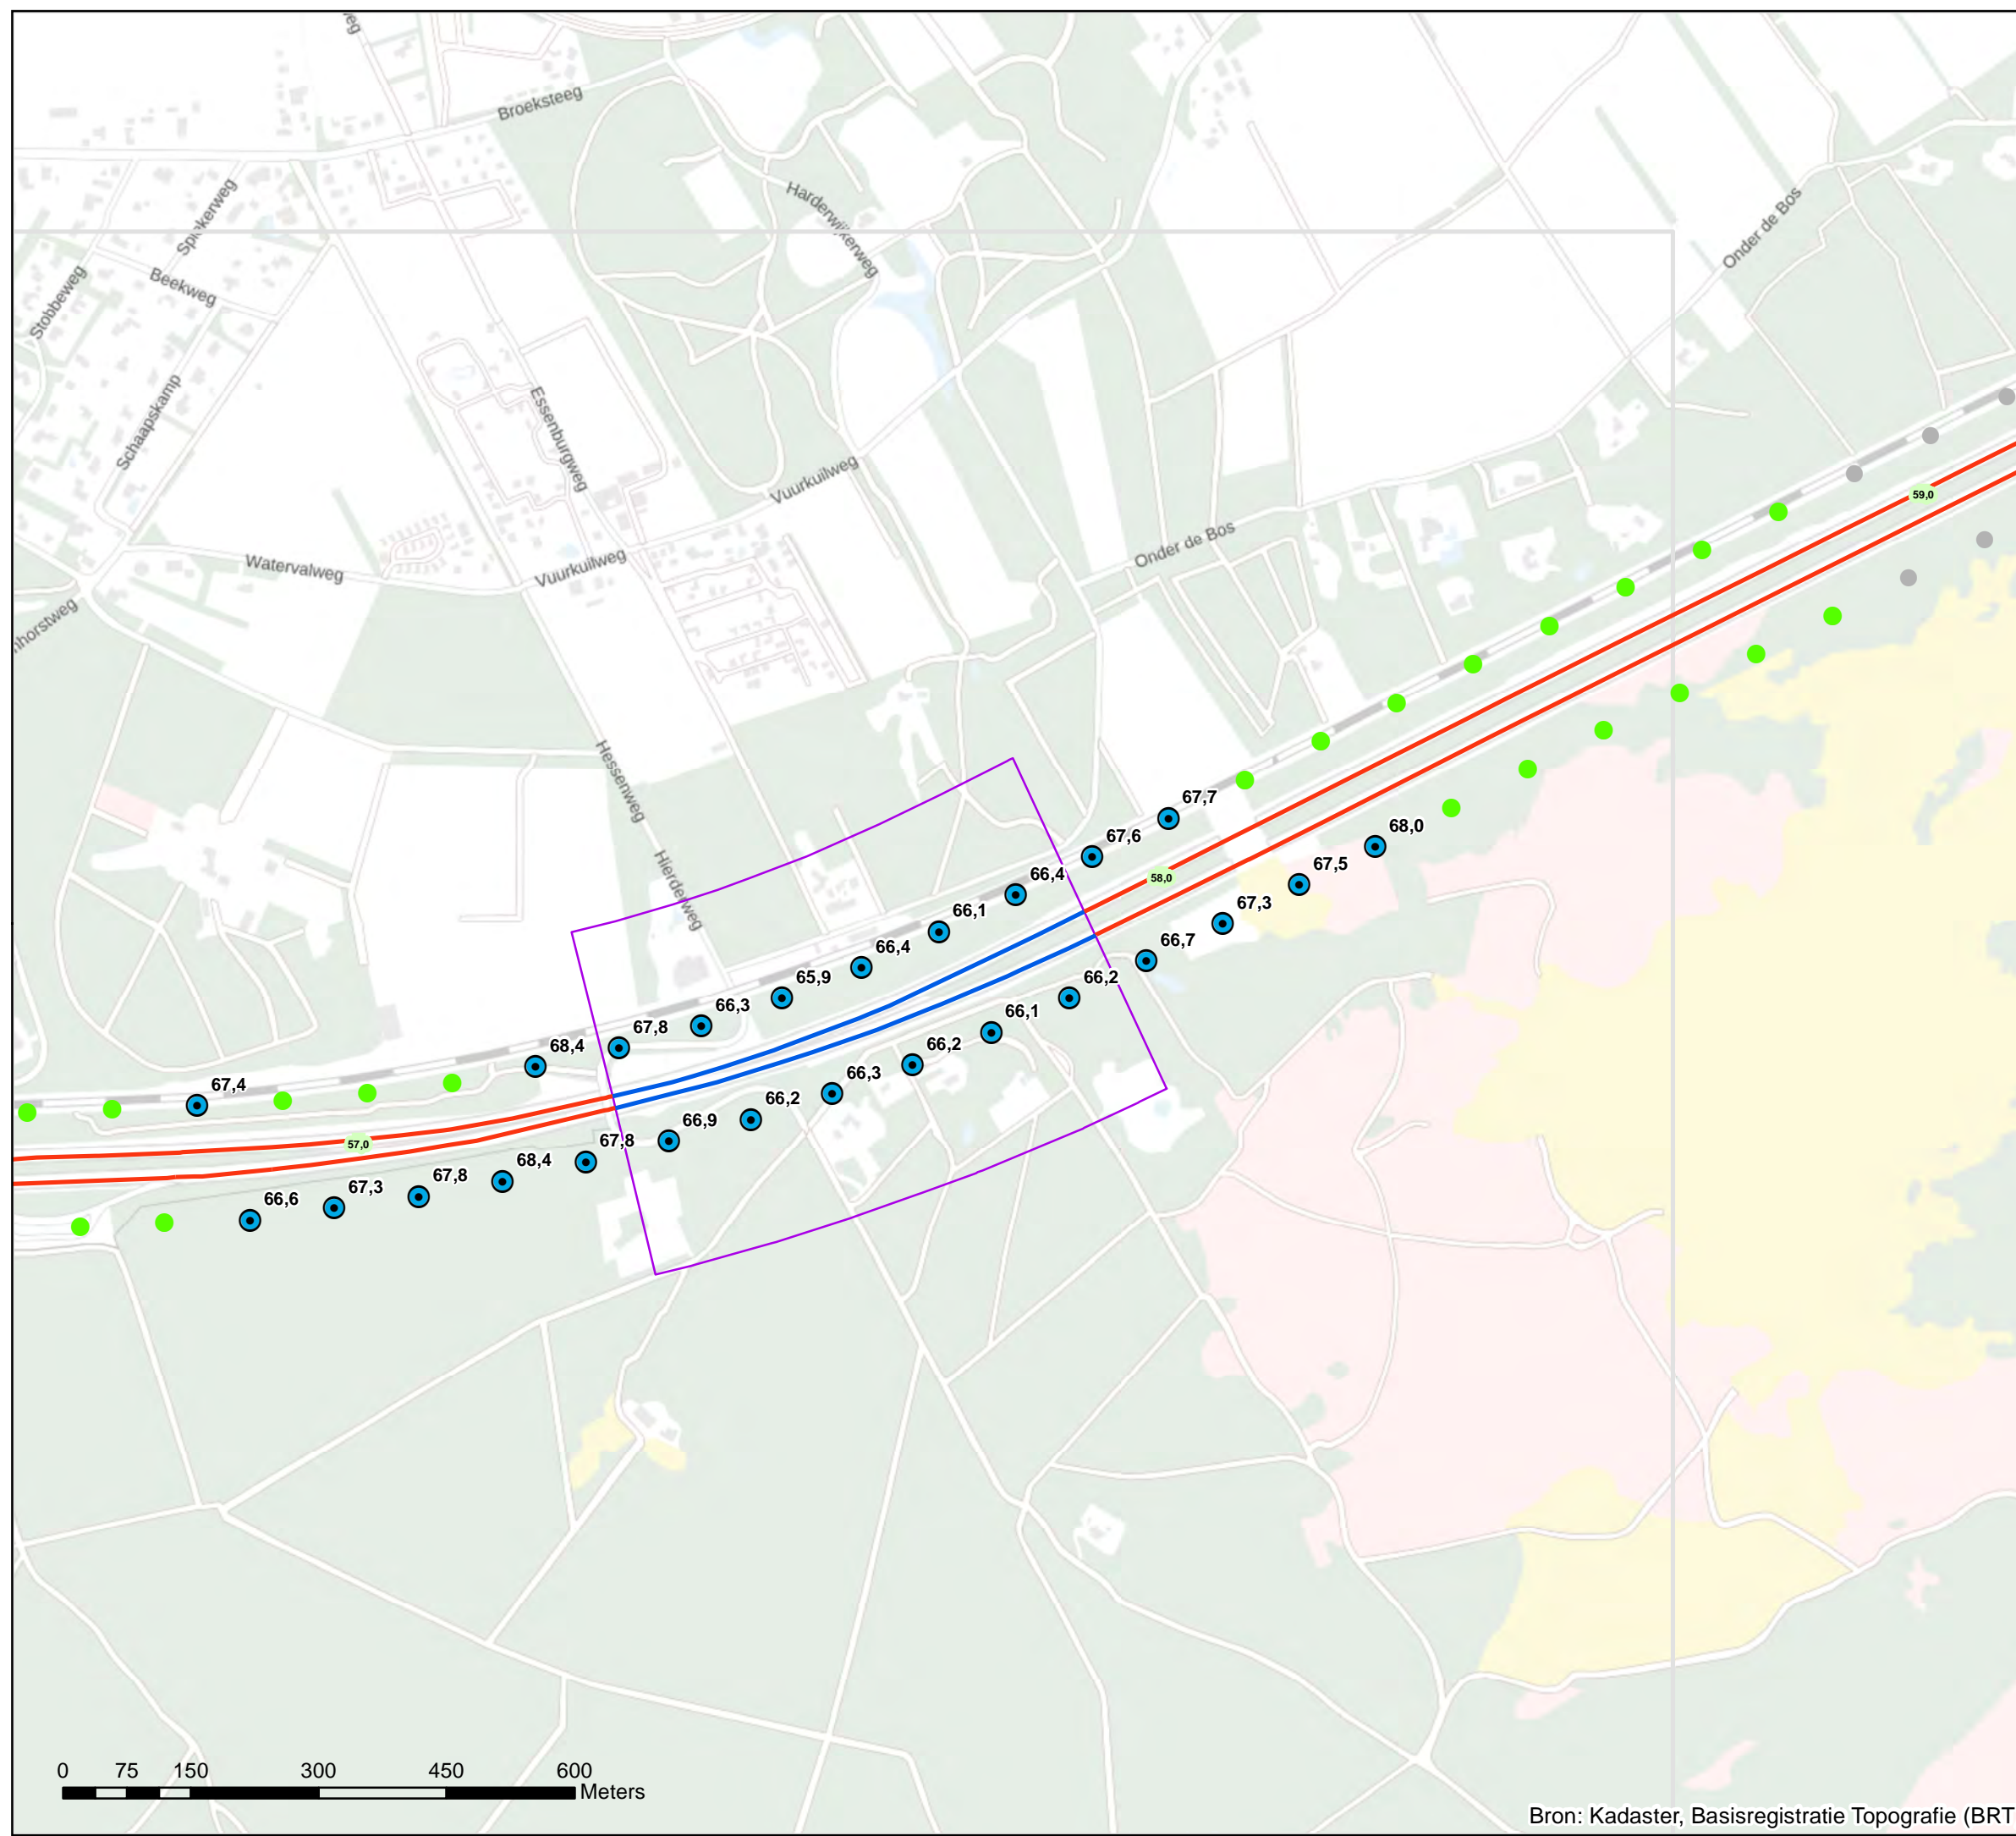 Broeksteeg
Spiekerweg
Beekweg
Stobbeweg
Schaapskamp
Harderwijkerweg
Onder de Bos
Essenburgweg
Vuurkuilweg
Watervalweg
Vuurkuilweg
Onder de Bos
59,0
Hessenweg
Hierderweg
67,7
67,6
58,0
68,0
66,4
67,5
66,1
67,3
66,4
66,7
65,9
66,2
66,3
66,1
67,8
66,2
68,4
66,3
67,4
66,2
57,0
66,9
67,8
68,4
67,8
67,3
66,6
0 75 150 300 450 600
Meters
Bron: Kadaster, Basisregistratie Topografie (BRT